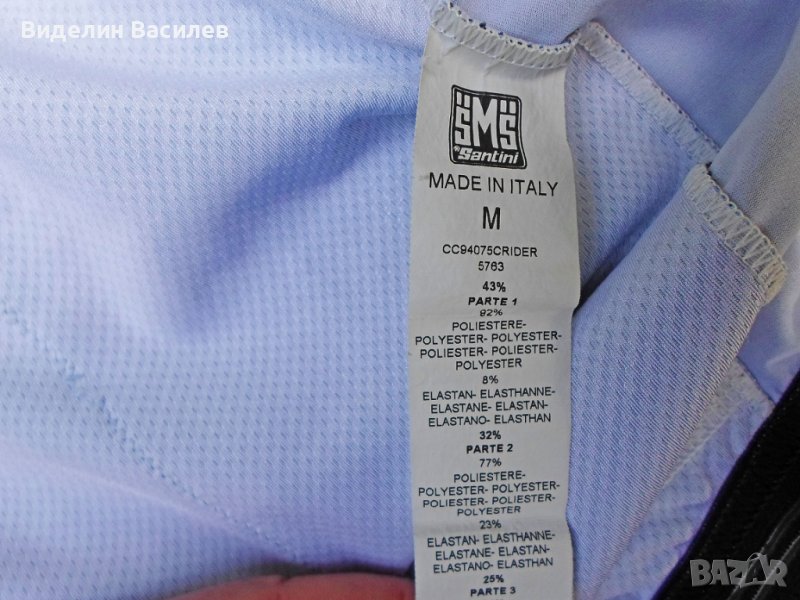 Виделин Василев
SMS
Santini
MADE IN ITALY
M
CC94075CRIDER
5763
43%
PARTE 1
92%
POLIESTERE-
POLYESTER- POLYESTER-
POLIESTER- POLIESTER-
POLYESTER
8%
ELASTAN- ELASTHANNE-
ELASTANE- ELASTAN-
ELASTANO- ELASTHAN
32%
PARTE 2
77%
POLIESTERE-
POLYESTER- POLYESTER-
POLIESTER- POLIESTER-
POLYESTER
23%
ELASTAN- ELASTHANNE-
ELASTANE- ELASTAN-
ELASTANO- ELASTHAN
25%
PARTE 3
BAZAR